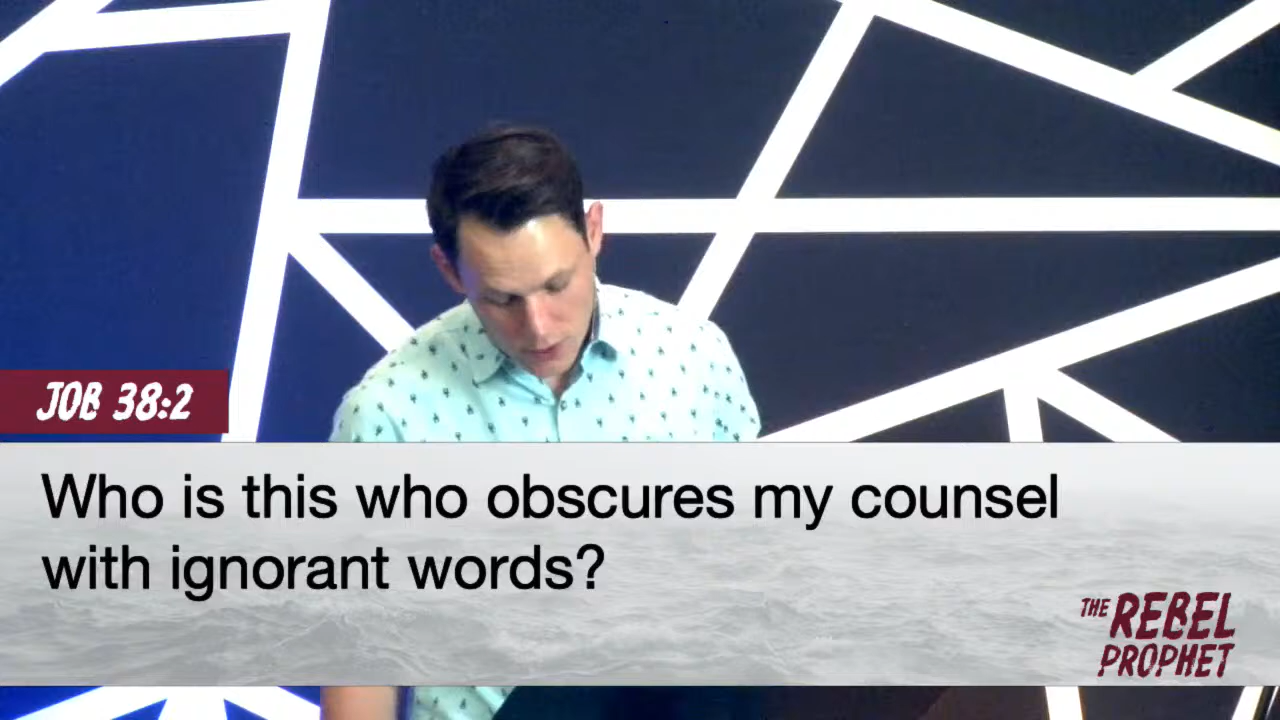 JOB 38:2
Who is this who obscures my counsel
with ignorant words?
THE REBEL
PROPHET